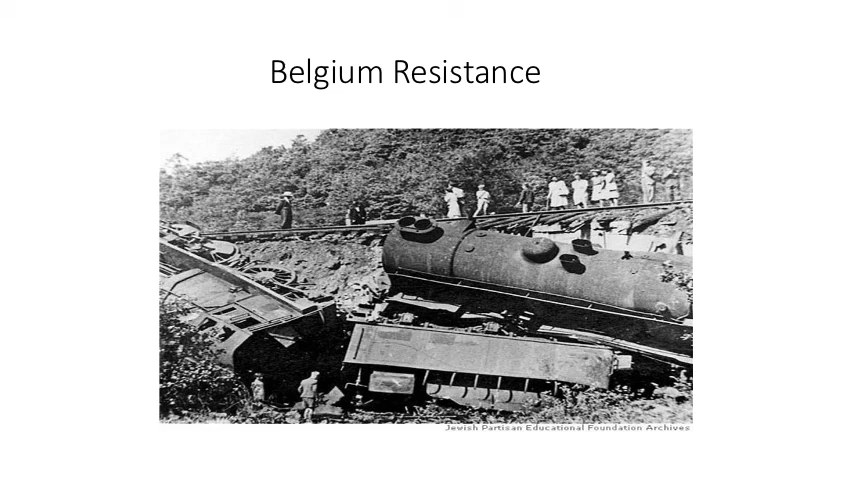 Belgium Resistance
Jewish Partisan Educational Foundation Archives